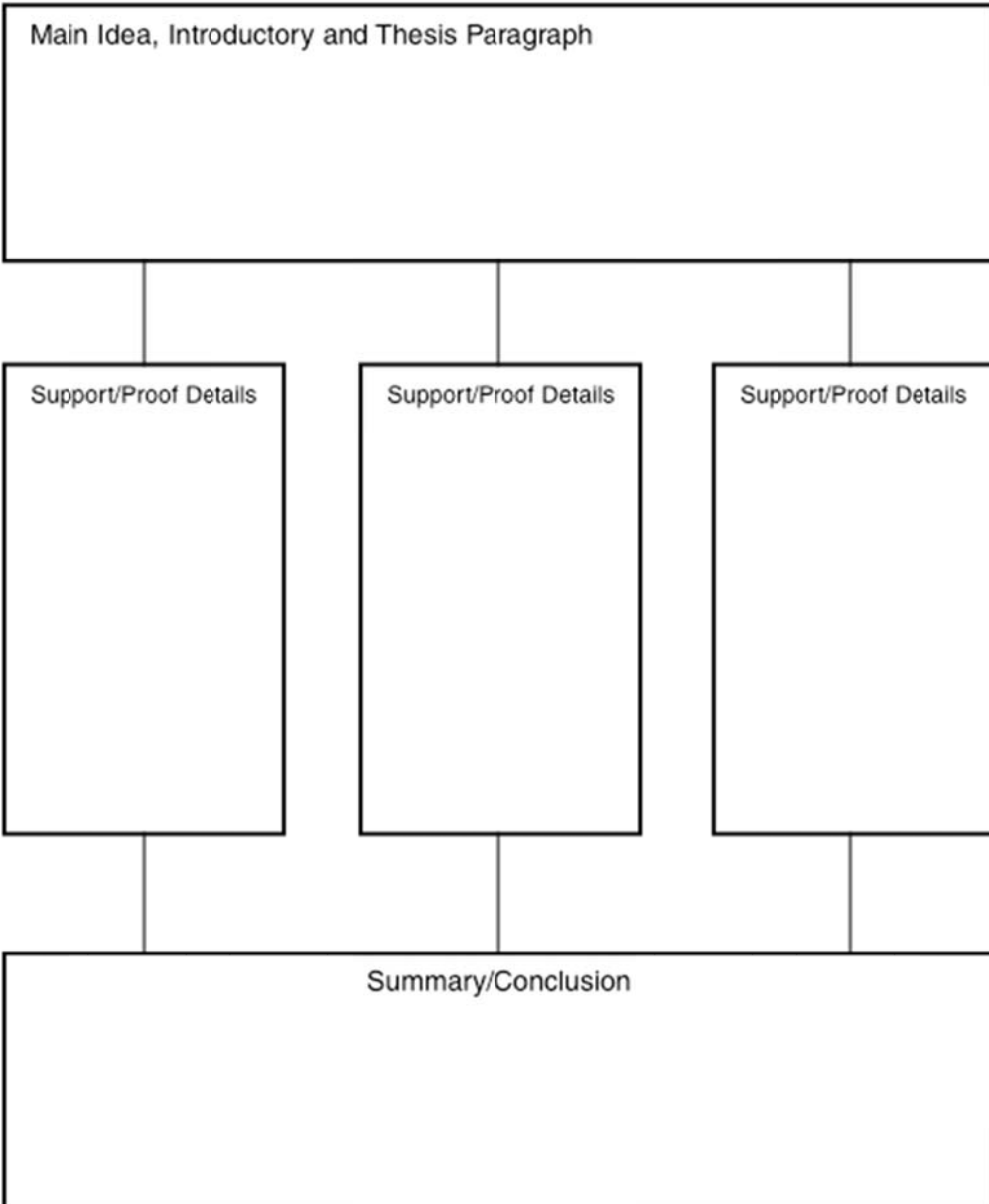 Main Idea, Introductory and Thesis Paragraph
Support/Proof Details
Support/Proof Details
Support/Proof Details
Summary/Conclusion